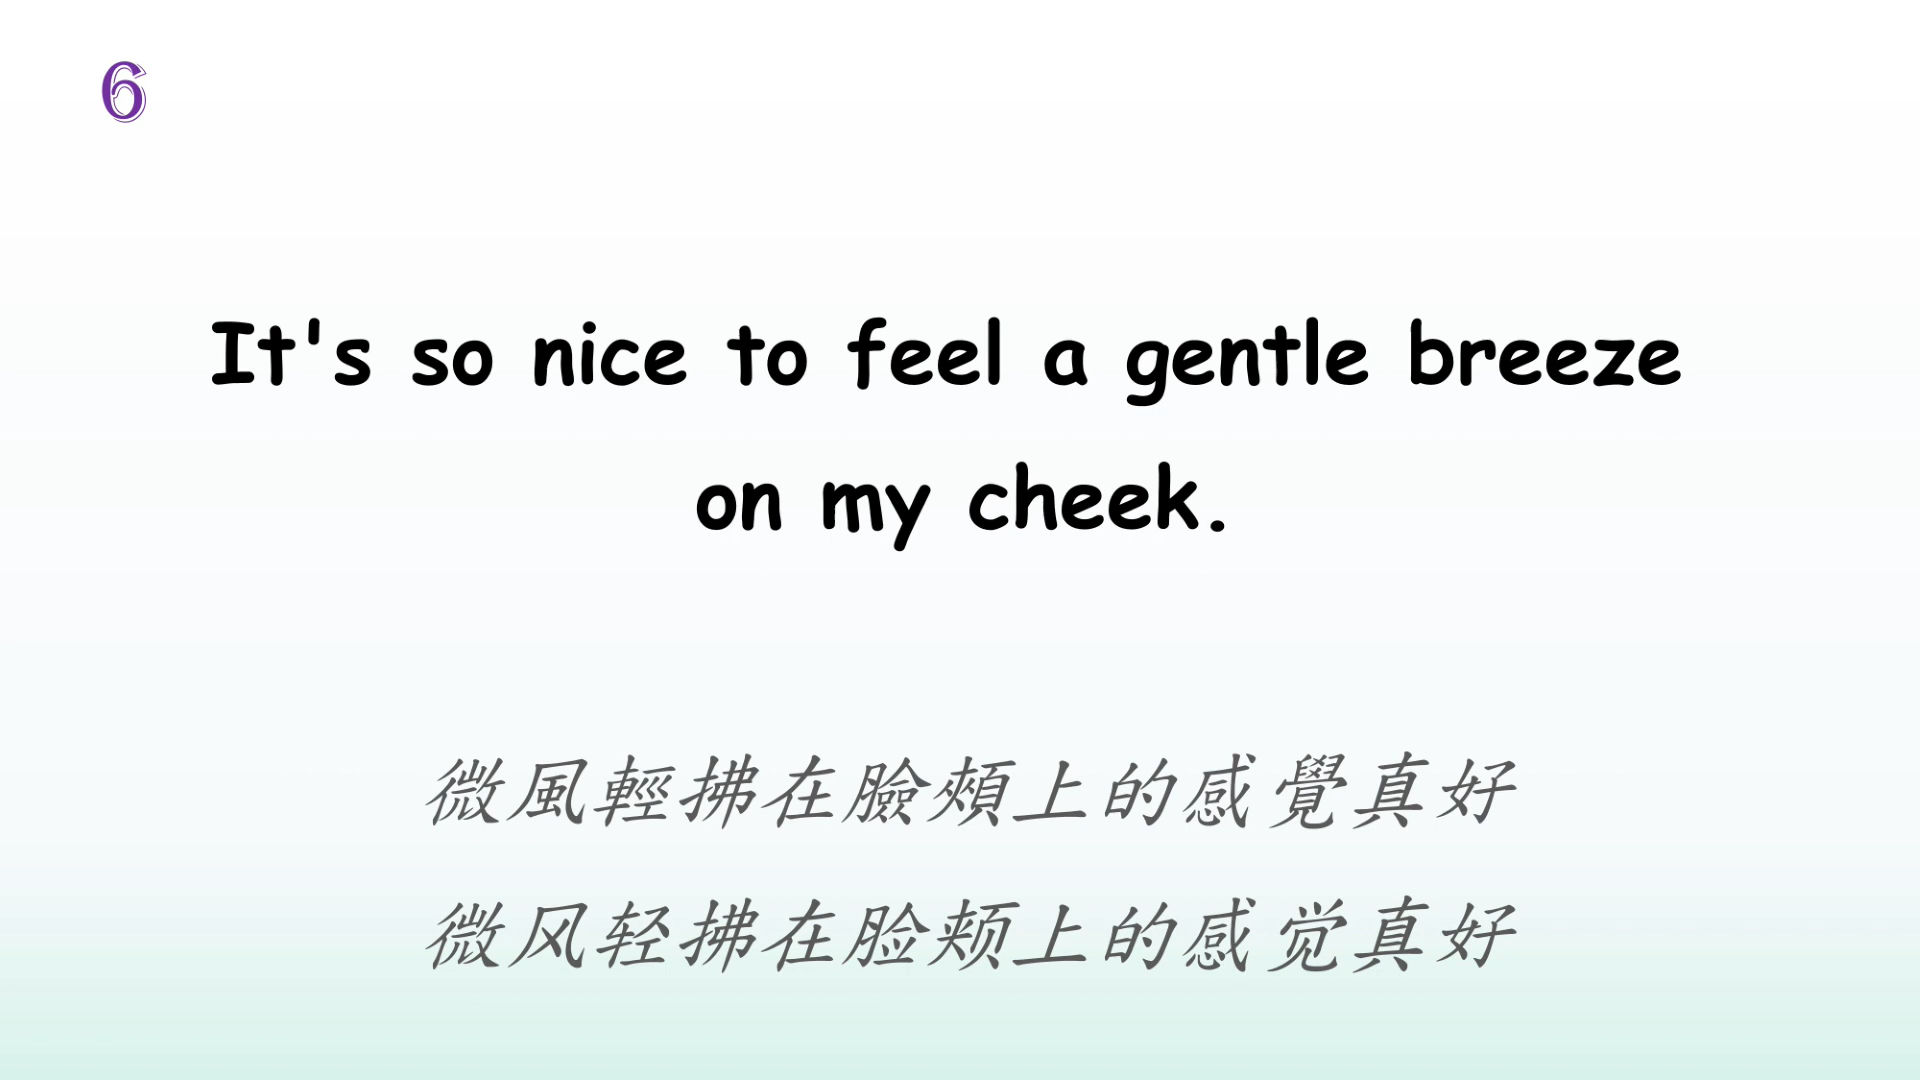 6
It's so nice to feel a gentle breeze
on my cheek.
微風輕拂在臉頰上的感覺真好
微风轻拂在脸颊上的感觉真好